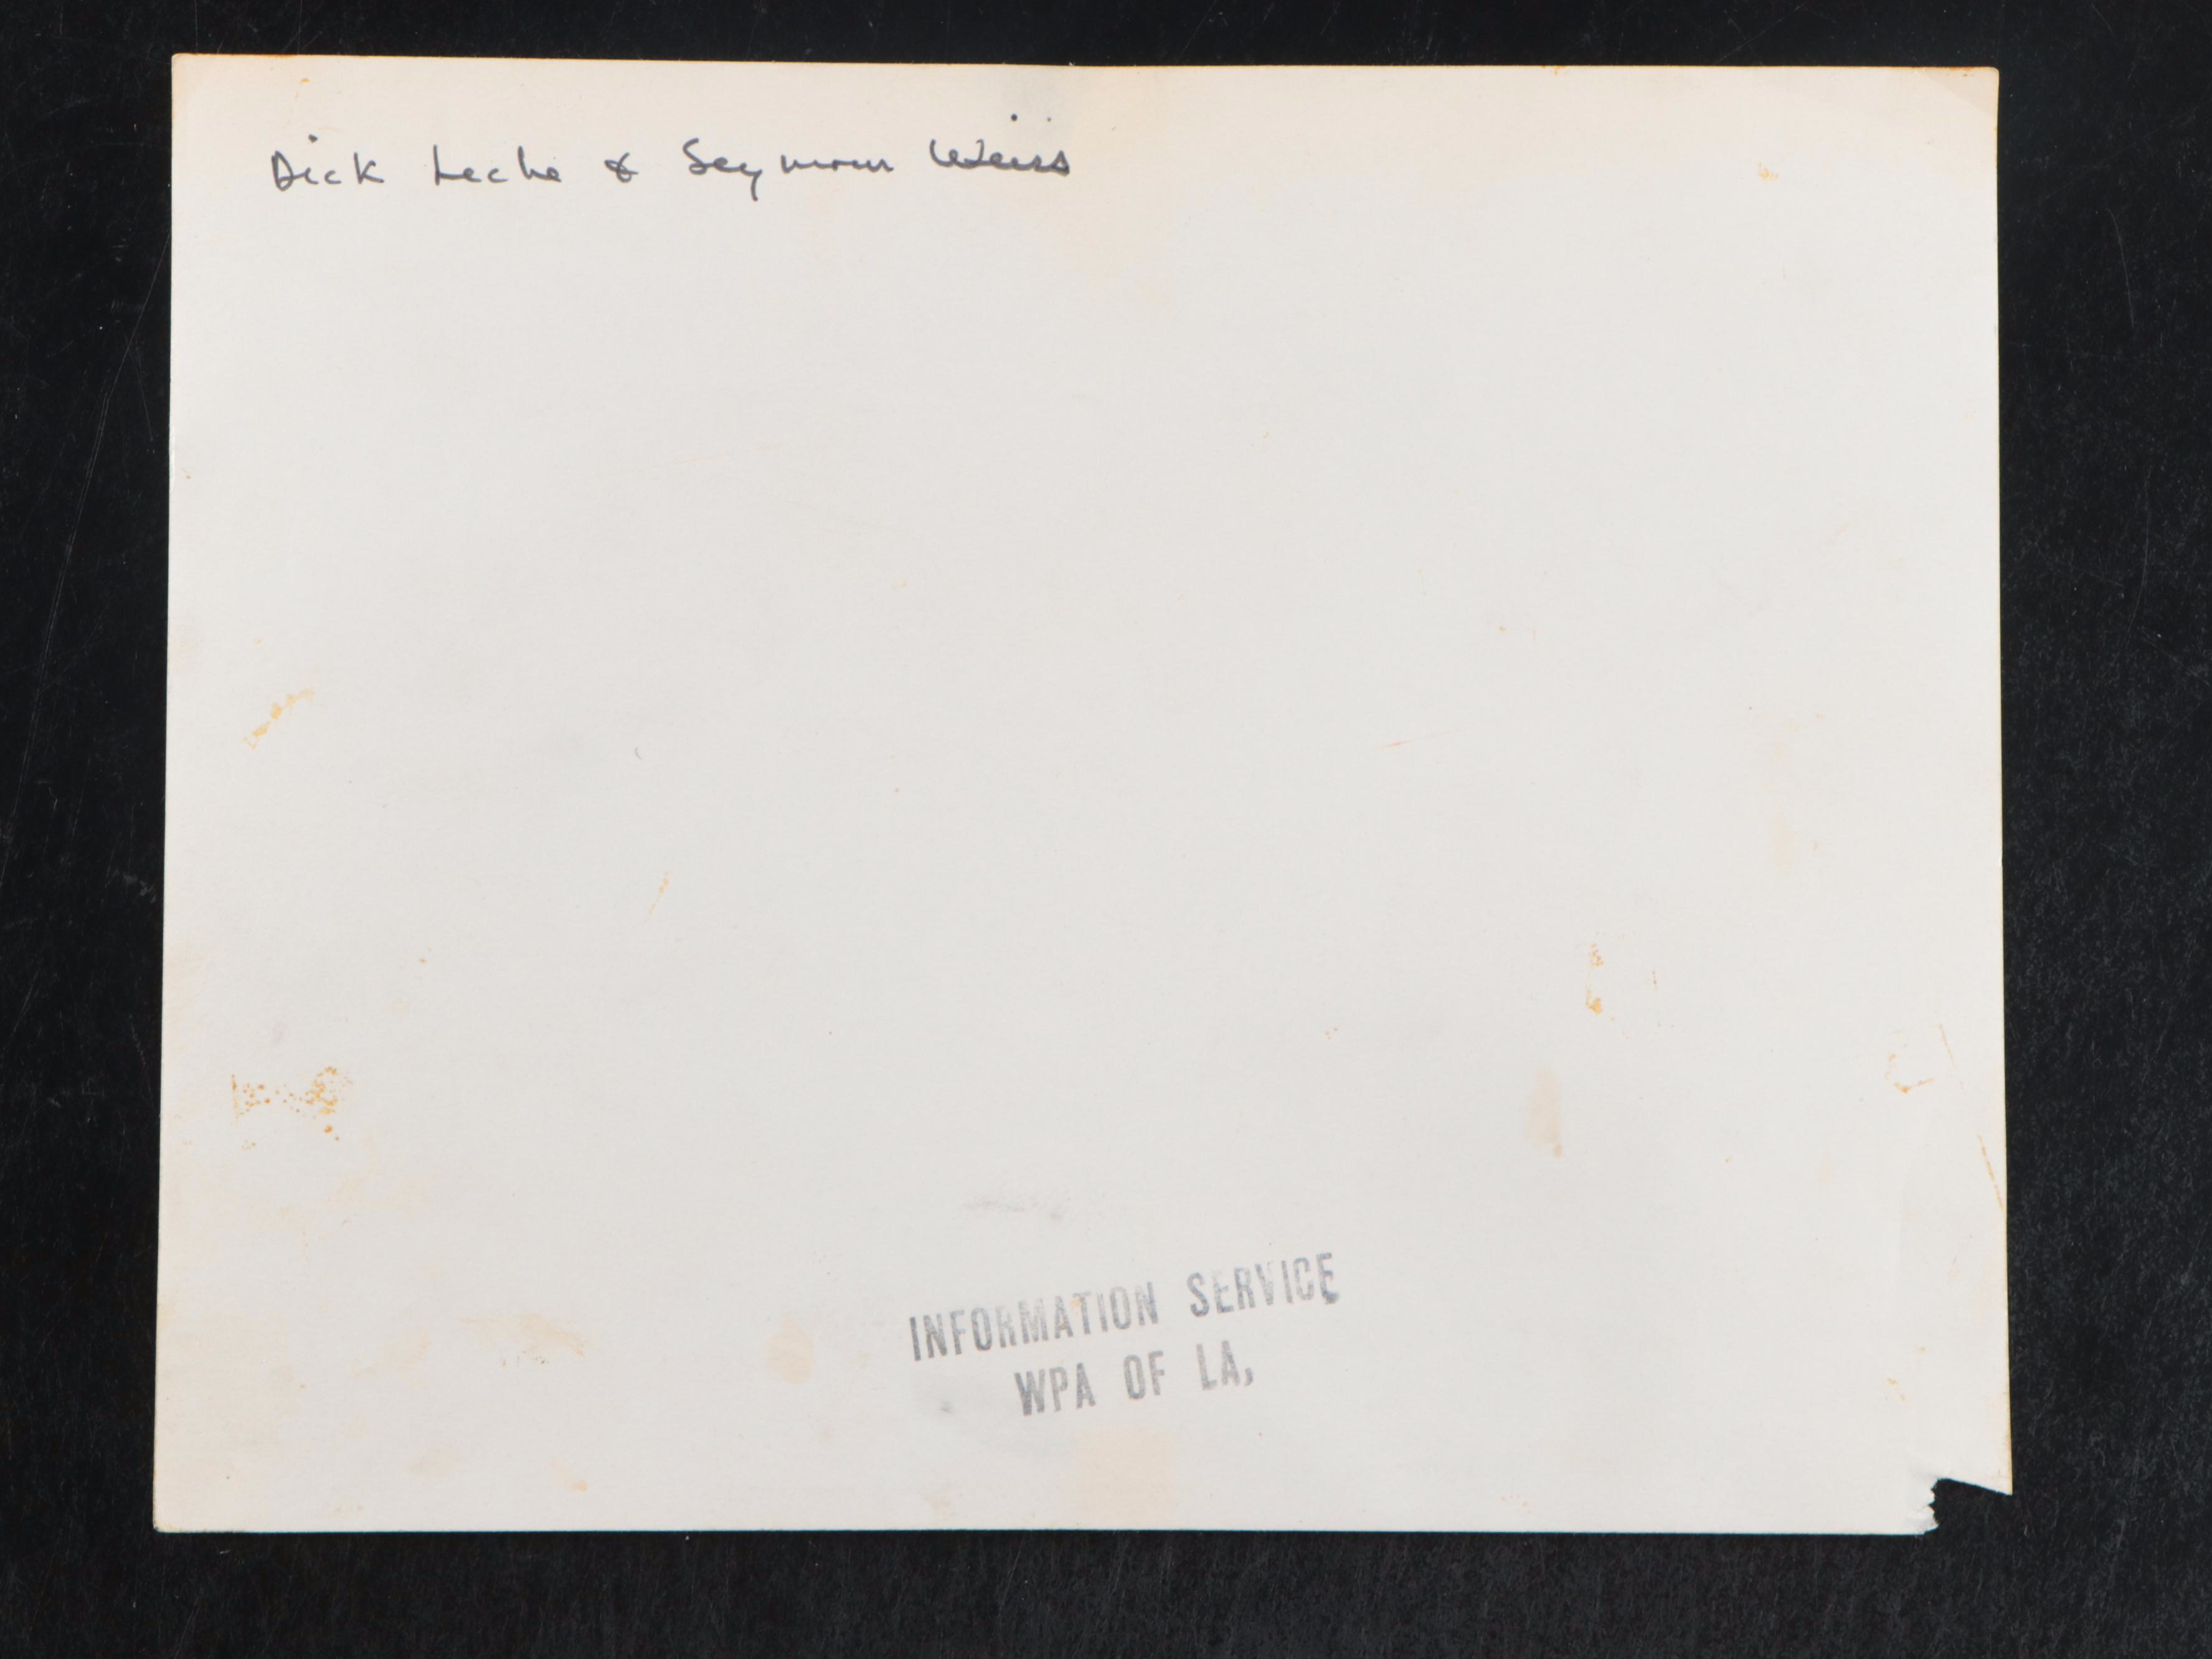 Dick Leche & Seymour Weiss
INFORMATION SERVICE
WPA OF LA,